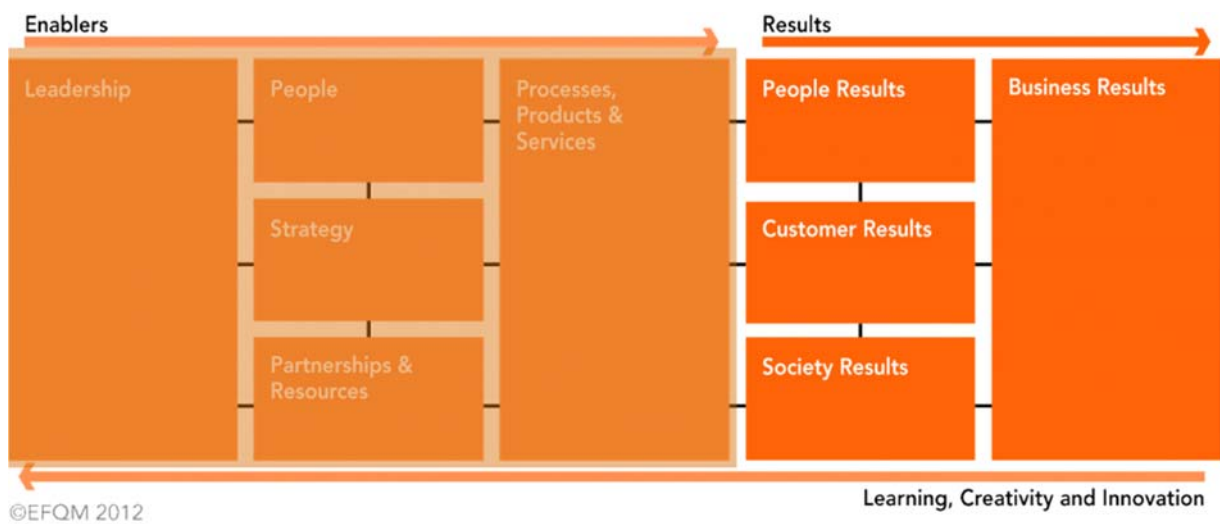 Enablers
Results
Leadership
People
Processes,
Products &
Services
People Results
Business Results
Strategy
Customer Results
Partnerships &
Resources
Society Results
Learning, Creativity and Innovation
©EFQM 2012